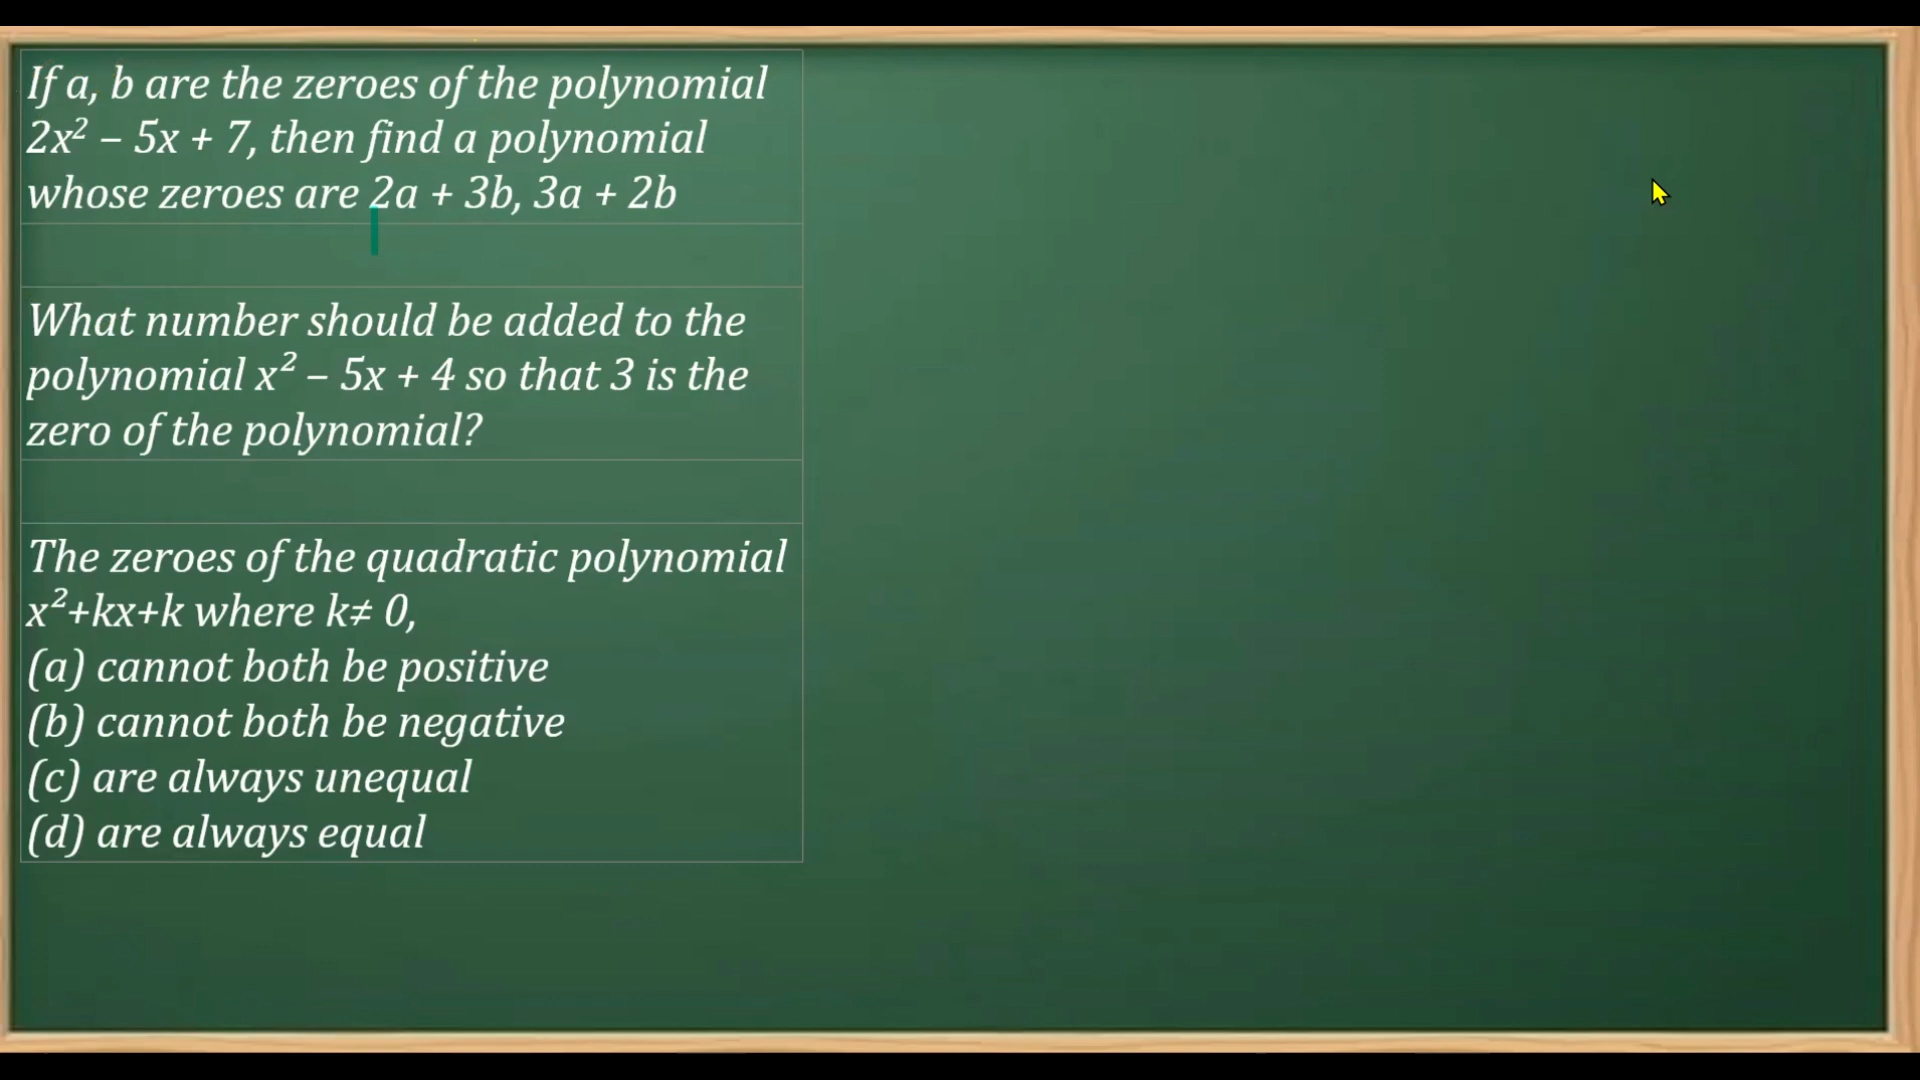 If a, b are the zeroes of the polynomial
2x² – 5x + 7, then find a polynomial
whose zeroes are 2a + 3b, 3a + 2b
What number should be added to the
polynomial x² – 5x + 4 so that 3 is the
zero of the polynomial?
The zeroes of the quadratic polynomial
x²+kx+k where k≠ 0,
(a) cannot both be positive
(b) cannot both be negative
(c) are always unequal
(d) are always equal